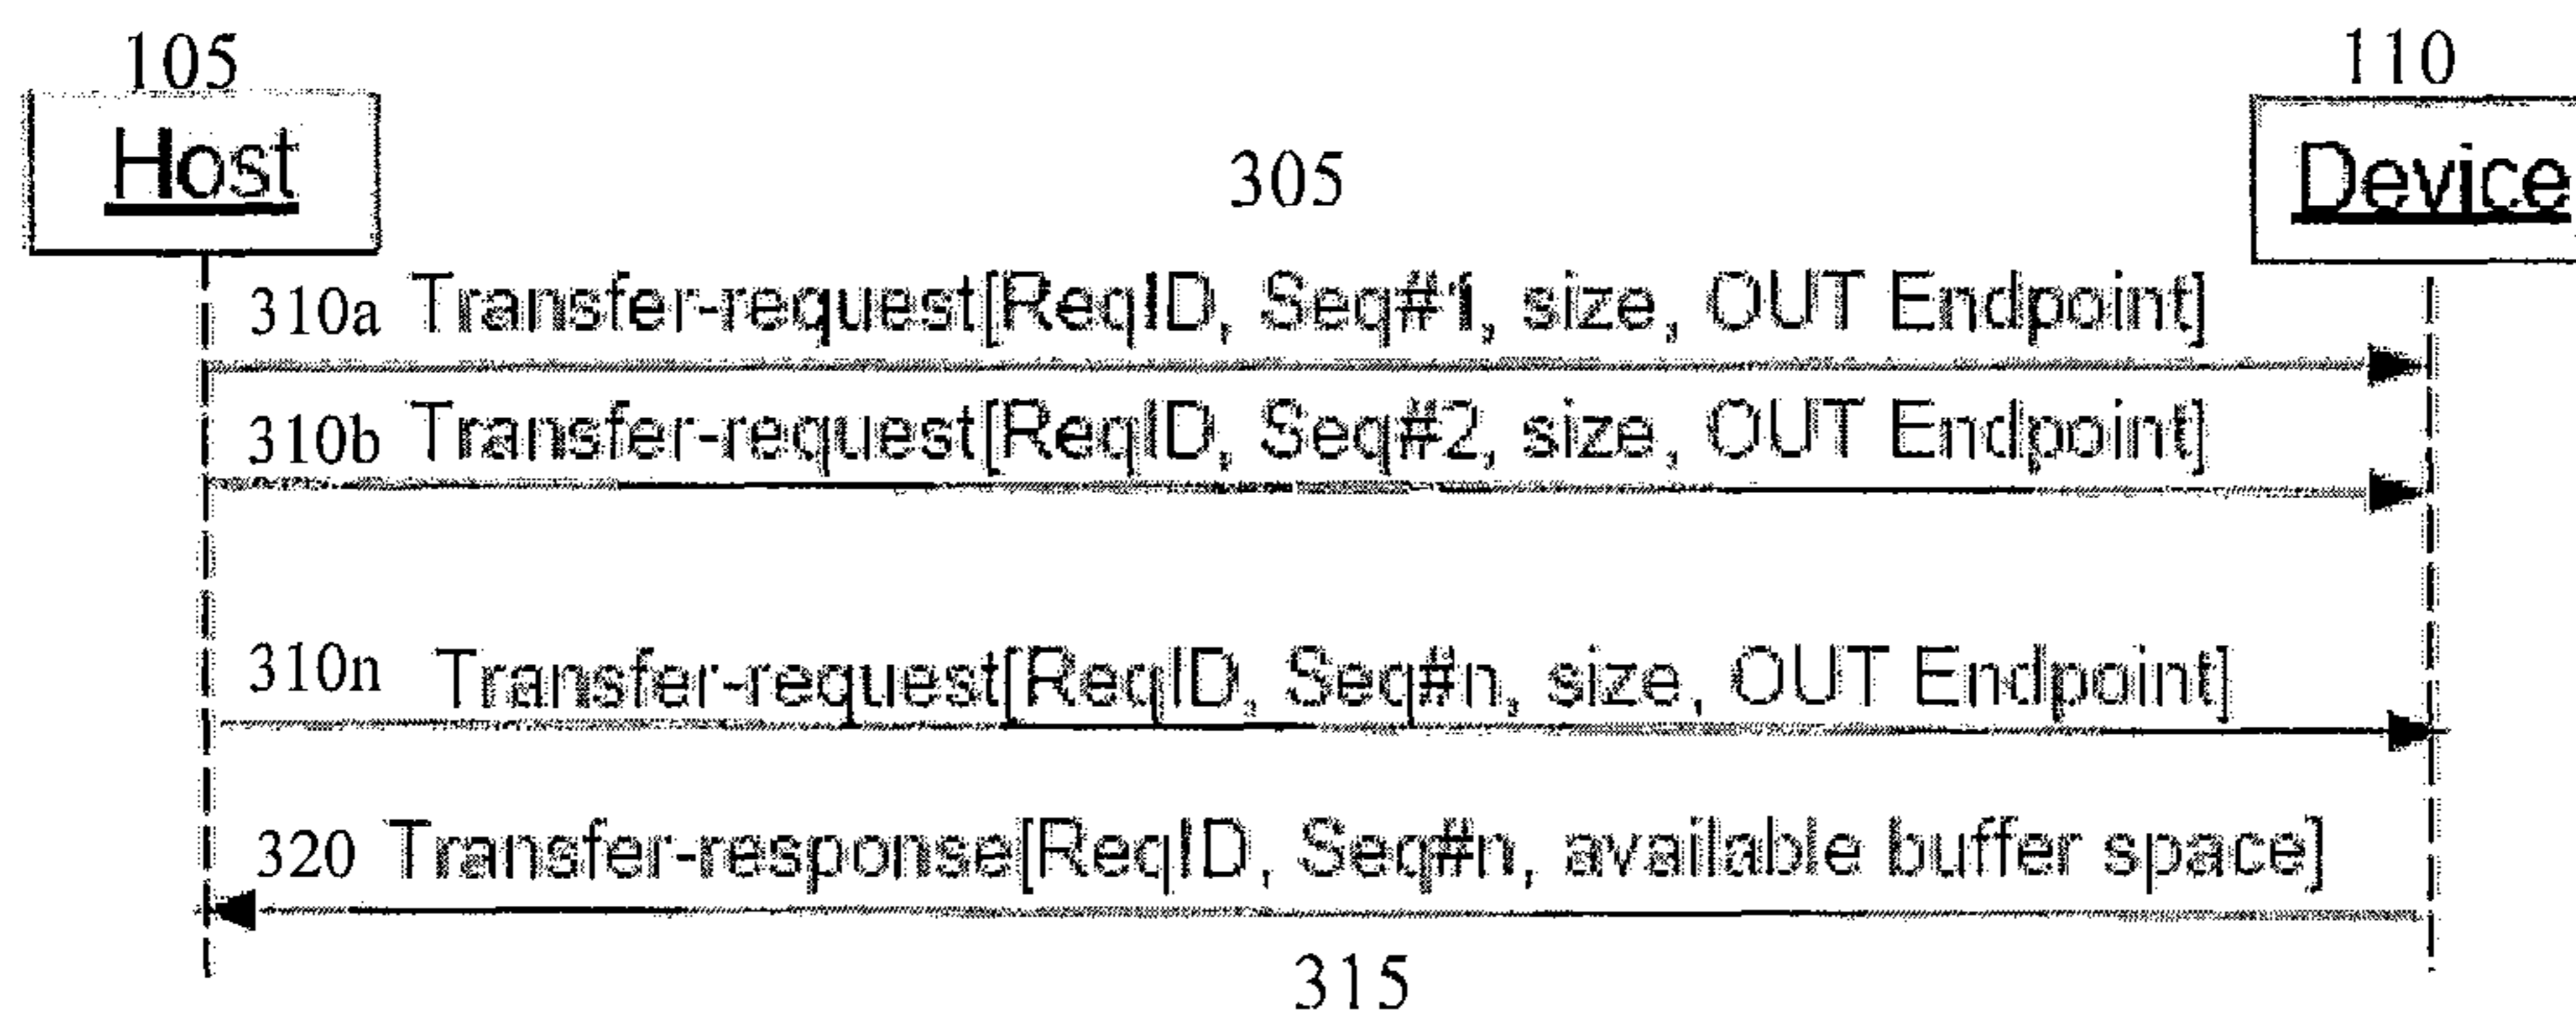 105
110
Host
Device
305
310a Transfer-request[ReqID, Seq#1, size, OUT Endpoint]
310b Transfer-request[ReqID, Seq#2, size, OUT Endpoint]
310n Transfer-request[ReqID, Seq#n, size, OUT Endpoint]
320 Transfer-response[ReqID, Seq#n, available buffer space]
315